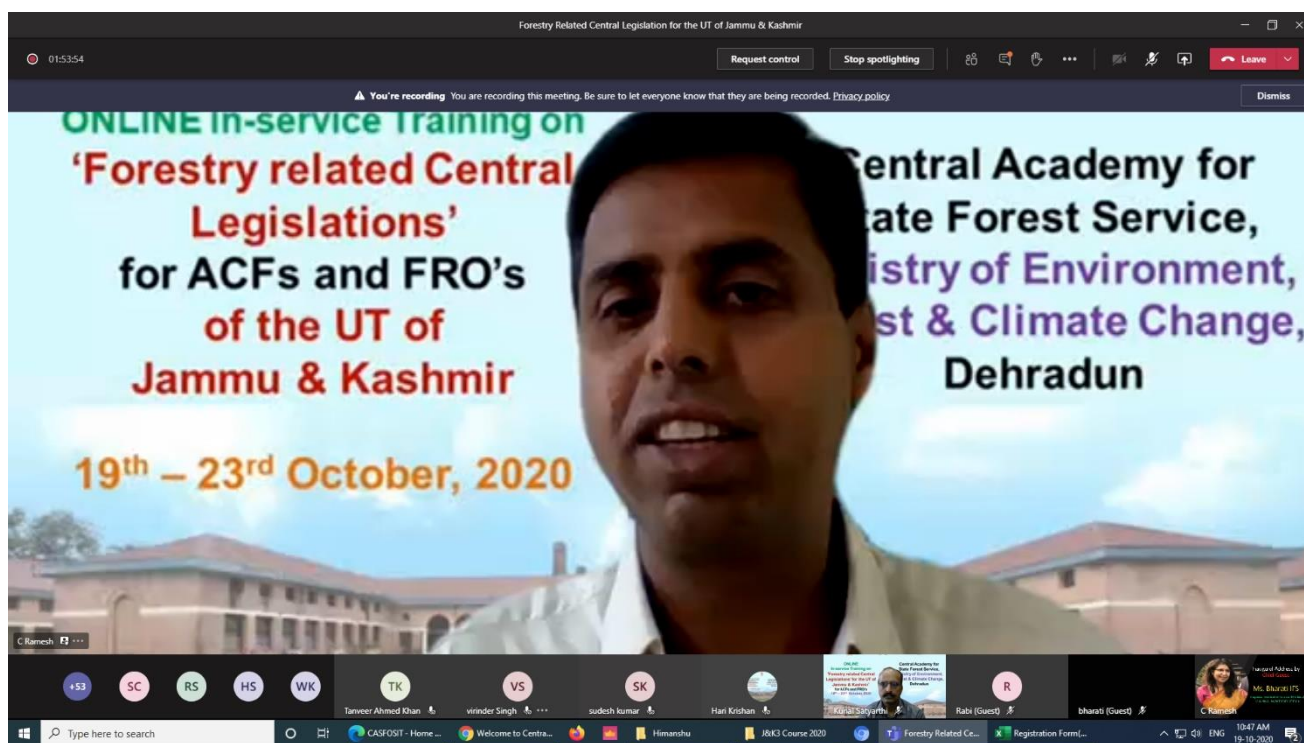 Forestry Related Central Legislation for the UT of Jammu & Kashmir
01:53:54
Request control
Stop spotlighting
Leave
You're recording You are recording this meeting. Be sure to let everyone know that they are being recorded. Privacy policy
Dismiss
ONLINE In-service Training on
'Forestry related Central
Legislations'
for ACFs and FRO's
of the UT of
Jammu & Kashmir
19th – 23rd October, 2020
Central Academy for
State Forest Service,
istry of Environment,
st & Climate Change,
Dehradun
C Ramesh
+53
SC
RS
HS
WK
TK
Tanveer Ahmed Khan
VS
virinder Singh
SK
sudesh kumar
Hari Krishan
Kunal Satyarthi
R
Rabi (Guest)
bharati (Guest)
Inaugural Address by
Ms. Bharati IFS
C Ramesh
Type here to search
CASFOSIT - Home ...
Welcome to Centra...
Himanshu
J&K3 Course 2020
Forestry Related Ce...
Registration Form(...
ENG
10:47 AM
19-10-2020